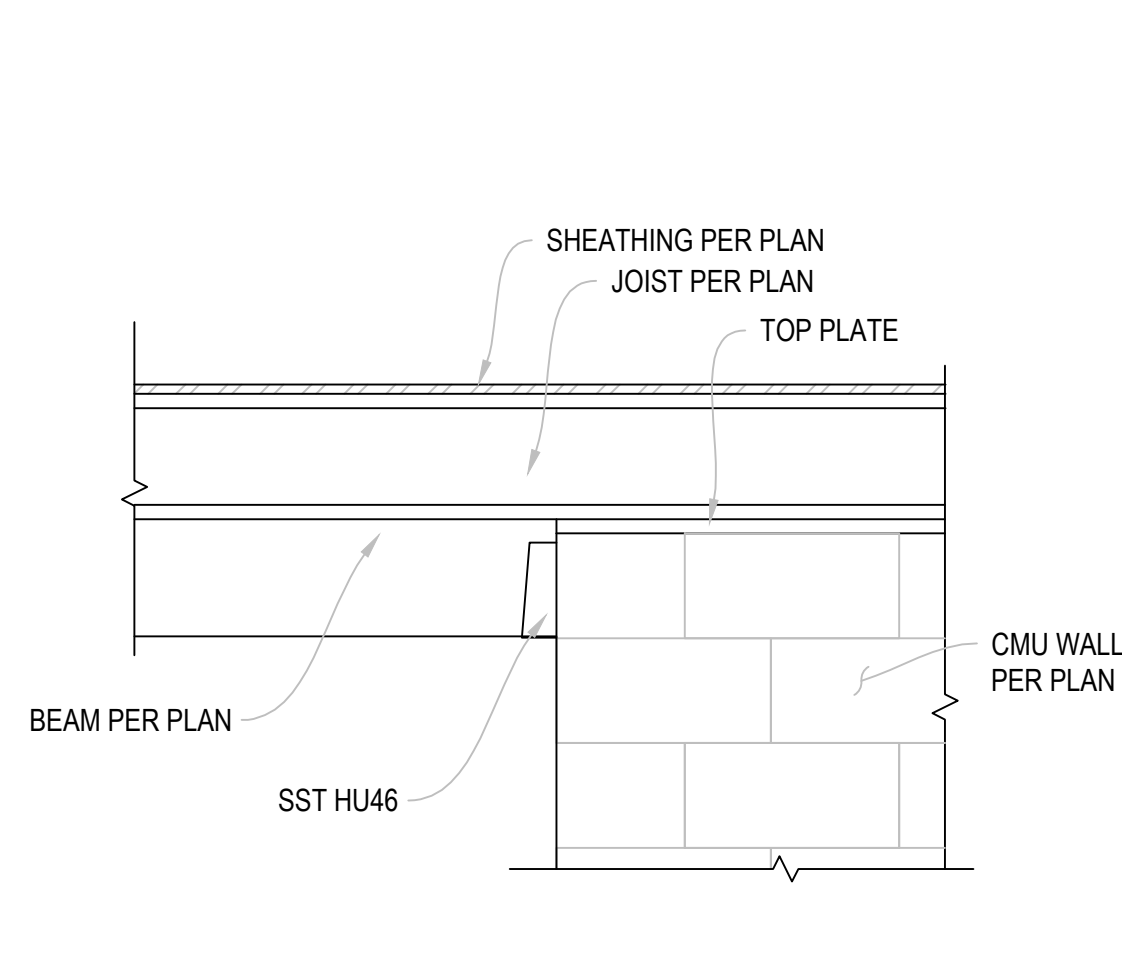 SHEATHING PER PLAN
JOIST PER PLAN
TOP PLATE
CMU WALL
PER PLAN
BEAM PER PLAN
SST HU46